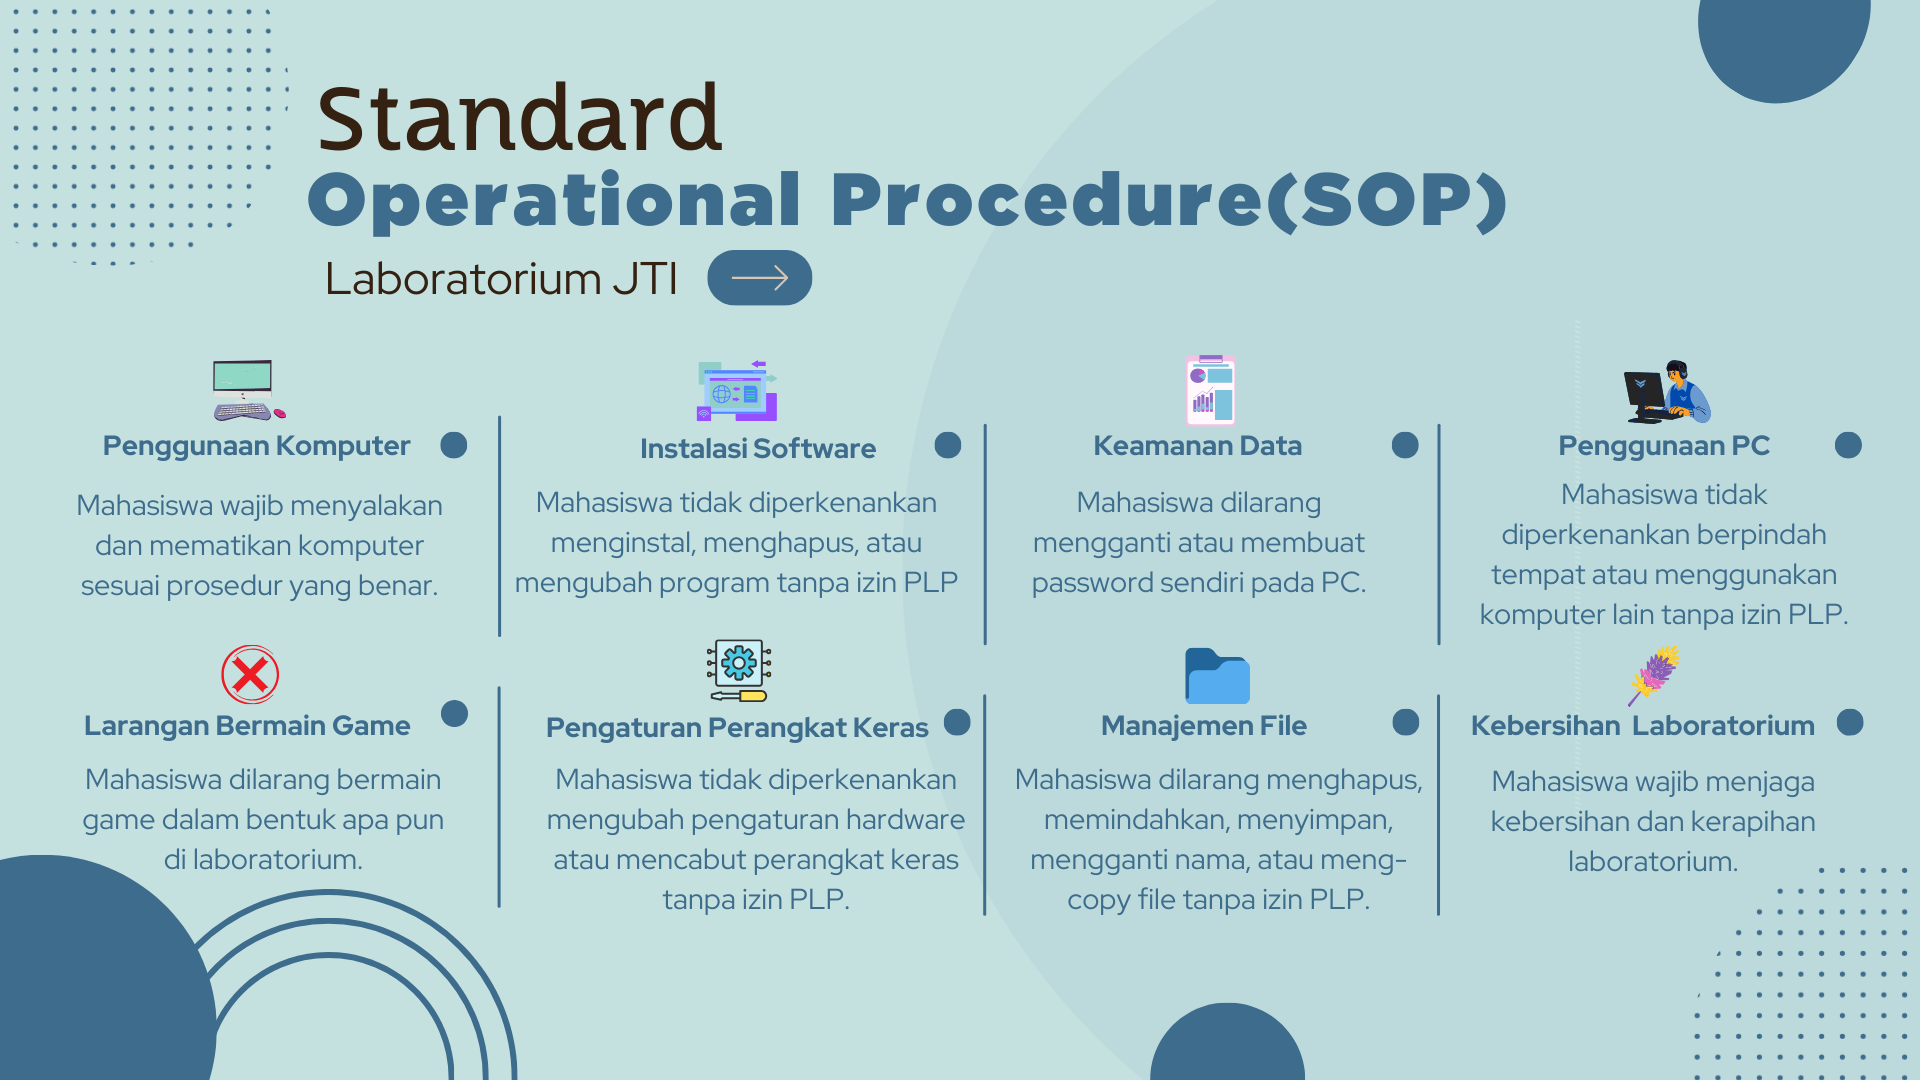 Standard
Operational Procedure(SOP)
Laboratorium JTI
Penggunaan Komputer
Mahasiswa wajib menyalakan
dan mematikan komputer
sesuai prosedur yang benar.
Instalasi Software
Mahasiswa tidak diperkenankan
menginstal, menghapus, atau
mengubah program tanpa izin PLP
Keamanan Data
Mahasiswa dilarang
mengganti atau membuat
password sendiri pada PC.
Penggunaan PC
Mahasiswa tidak
diperkenankan berpindah
tempat atau menggunakan
komputer lain tanpa izin PLP.
Larangan Bermain Game
Mahasiswa dilarang bermain
game dalam bentuk apa pun
di laboratorium.
Pengaturan Perangkat Keras
Mahasiswa tidak diperkenankan
mengubah pengaturan hardware
atau mencabut perangkat keras
tanpa izin PLP.
Manajemen File
Mahasiswa dilarang menghapus,
memindahkan, menyimpan,
mengganti nama, atau meng-
copy file tanpa izin PLP.
Kebersihan Laboratorium
Mahasiswa wajib menjaga
kebersihan dan kerapihan
laboratorium.